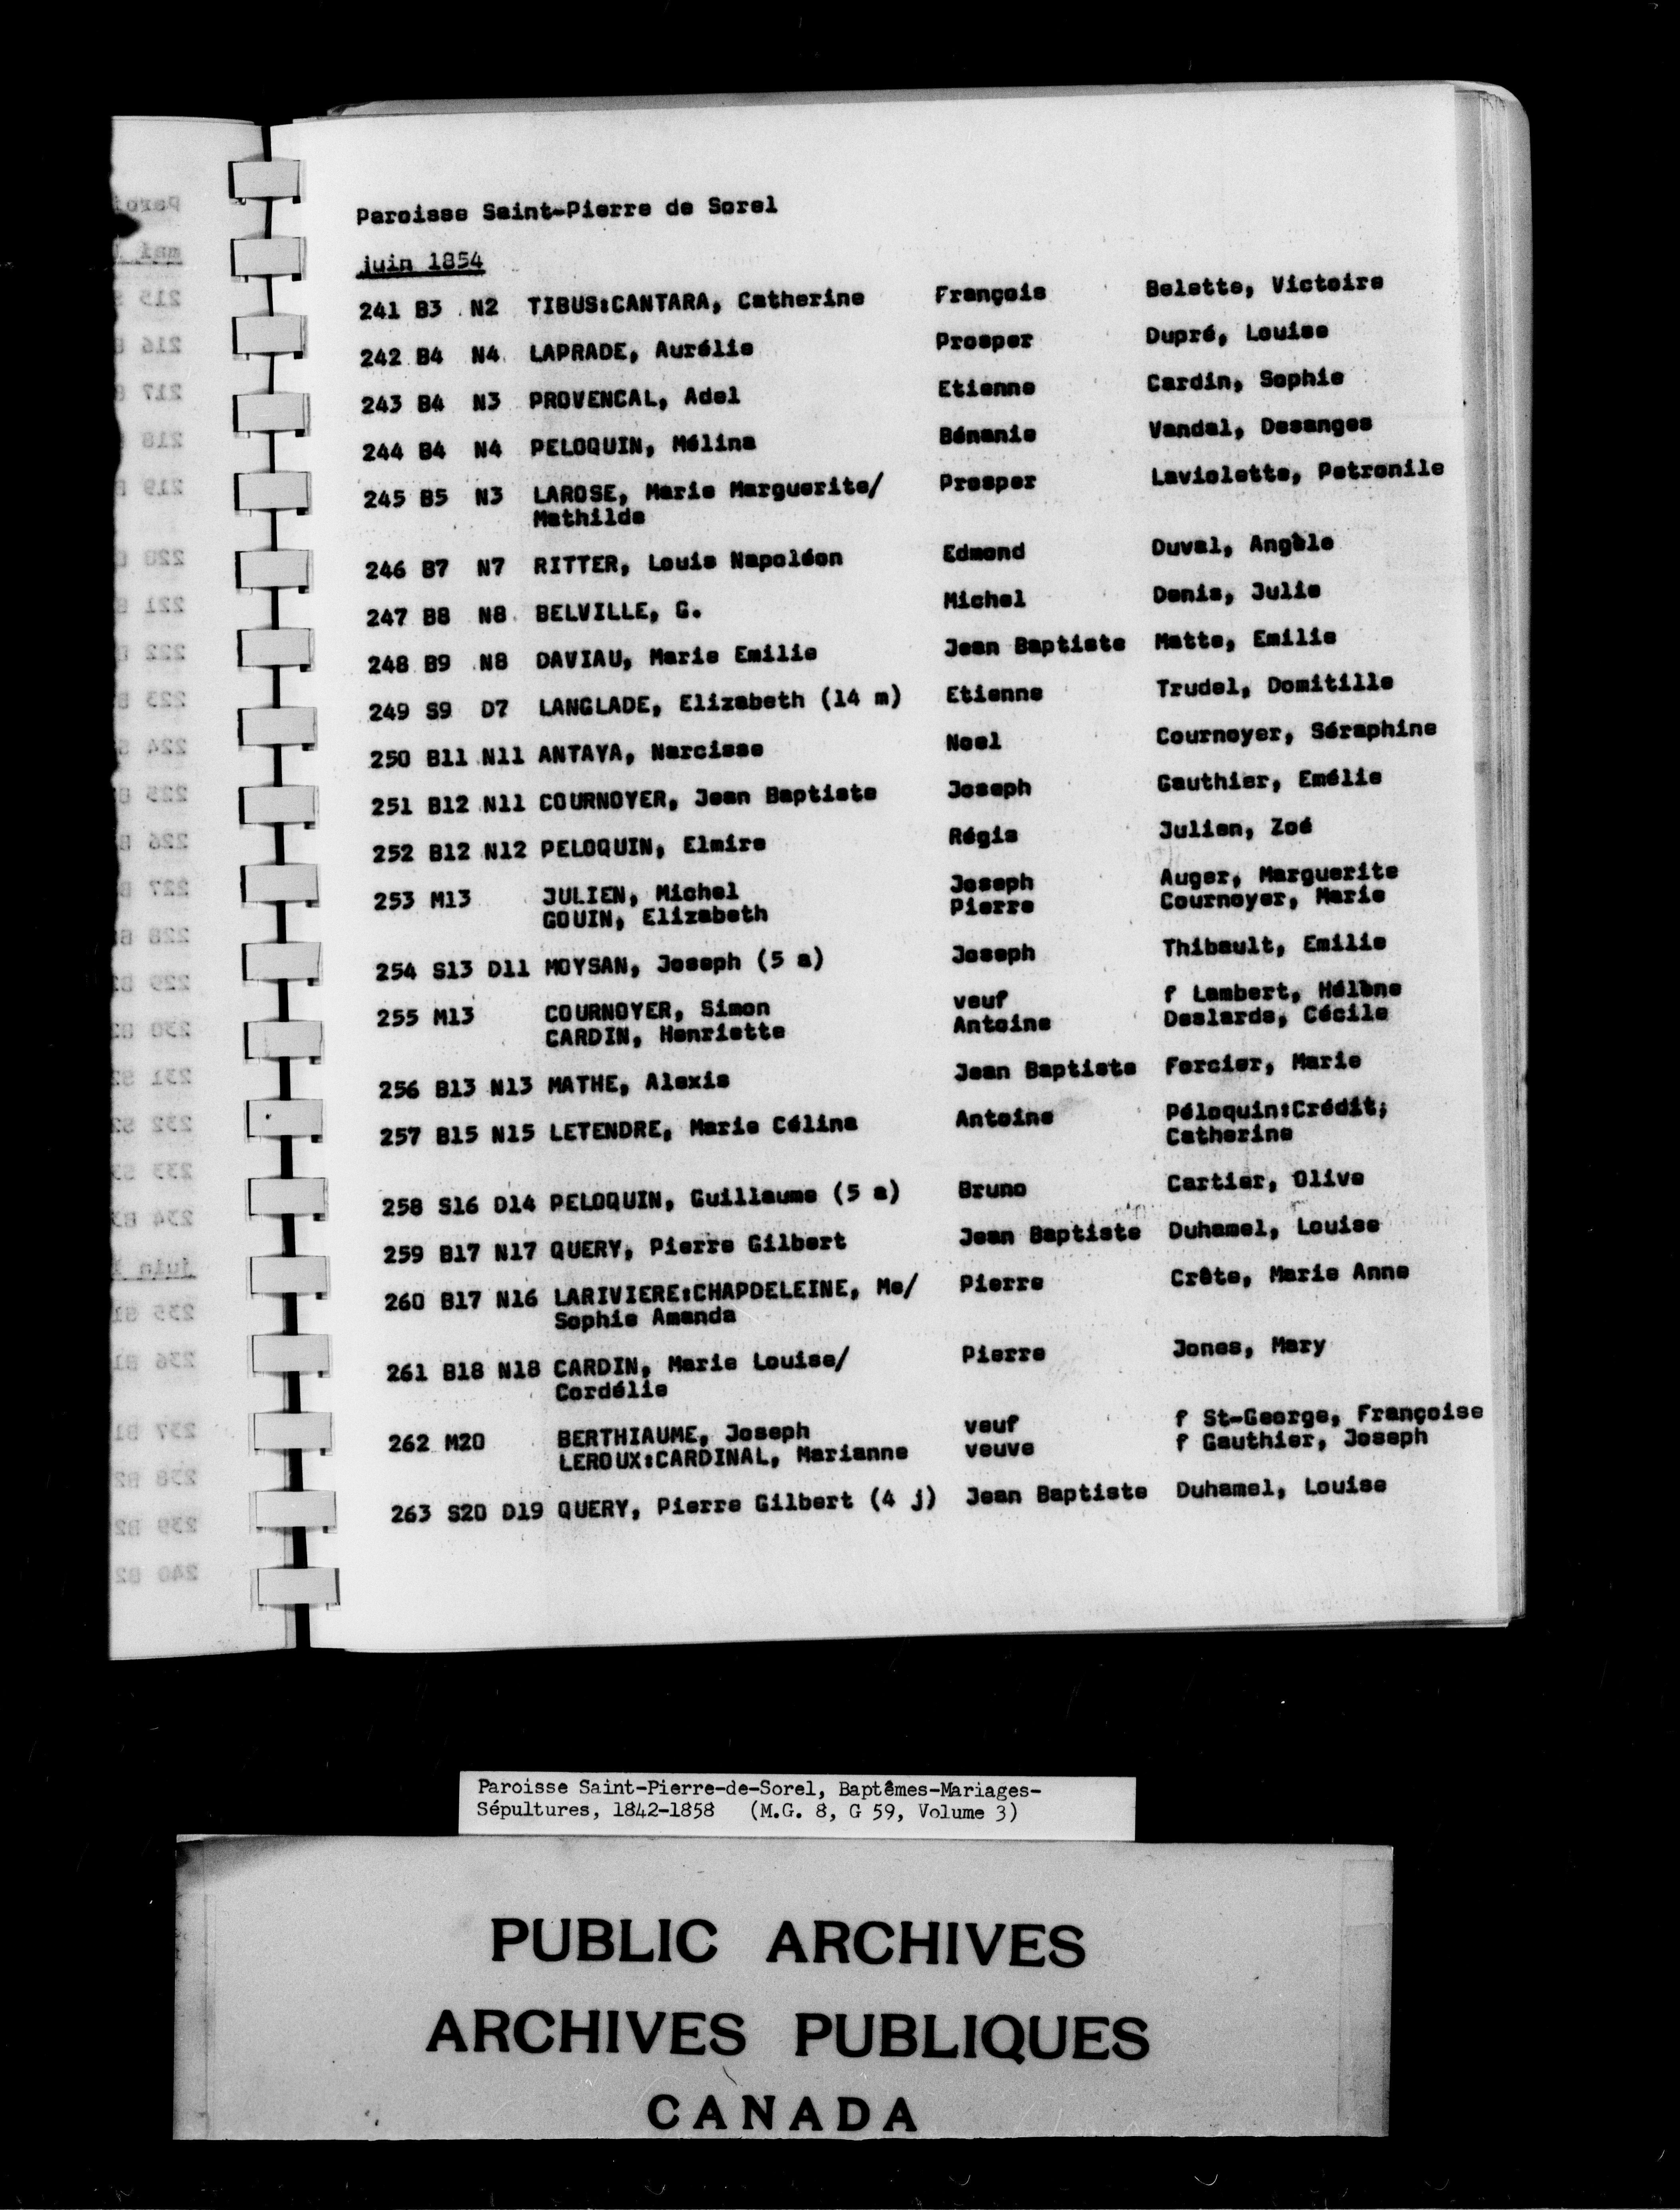 Paroisse Saint-Pierre de Sorel
juin 1854
241 B3 N2 TIBUS:CANTARA, Catherine François Belette, Victoire
242 B4 N4 LAPRADE, Aurélie Prosper Dupré, Louise
243 B4 N3 PROVENCAL, Adel Etienne Cardin, Sophie
244 B4 N4 PELOQUIN, Mélina Bénanie Vandal, Desanges
245 B5 N3 LAROSE, Marie Marguerite/ Prosper Laviolette, Petronile
Mathilde
246 B7 N7 RITTER, Louis Napoléon Edmond Duval, Angèle
247 B8 N8 BELVILLE, G. Michel Denis, Julie
248 B9 N8 DAVIAU, Marie Emilie Jean Baptiste Matte, Emilie
249 S9 D7 LANGLADE, Elizabeth (14 m) Etienne Trudel, Domitille
250 B11 N11 ANTAYA, Narcisse Noel Cournoyer, Séraphine
251 B12 N11 COURNOYER, Jean Baptiste Joseph Gauthier, Emélie
252 B12 N12 PELOQUIN, Elmire Régis Julien, Zoé
253 M13 JULIEN, Michel Joseph Auger, Marguerite
GOUIN, Elizabeth Pierre Cournoyer, Marie
254 S13 D11 MOYSAN, Joseph (5 a) Joseph Thibault, Emilie
255 M13 COURNOYER, Simon veuf f Lambert, Hélène
CARDIN, Henriette Antoine Deslards, Cécile
256 B13 N13 MATHE, Alexis Jean Baptiste Forcier, Marie
257 B15 N15 LETENDRE, Marie Célina Antoine Péloquin:Crédit;
Catherine
258 S16 D14 PELOQUIN, Guillaume (5 a) Bruno Cartier, Olive
259 B17 N17 QUERY, Pierre Gilbert Jean Baptiste Duhamel, Louise
260 B17 N16 LARIVIERE:CHAPDELEINE, Me/ Pierre Crête, Marie Anne
Sophie Amanda
261 B18 N18 CARDIN, Marie Louise/ Pierre Jones, Mary
Cordélie
262 M20 BERTHIAUME, Joseph veuf f St-George, Françoise
LEROUX:CARDINAL, Marianne veuve f Gauthier, Joseph
263 S20 D19 QUERY, Pierre Gilbert (4 j) Jean Baptiste Duhamel, Louise
Paroisse Saint-Pierre-de-Sorel, Baptêmes-Mariages-
Sépultures, 1842-1858 (M.G. 8, G 59, Volume 3)
PUBLIC ARCHIVES
ARCHIVES PUBLIQUES
CANADA